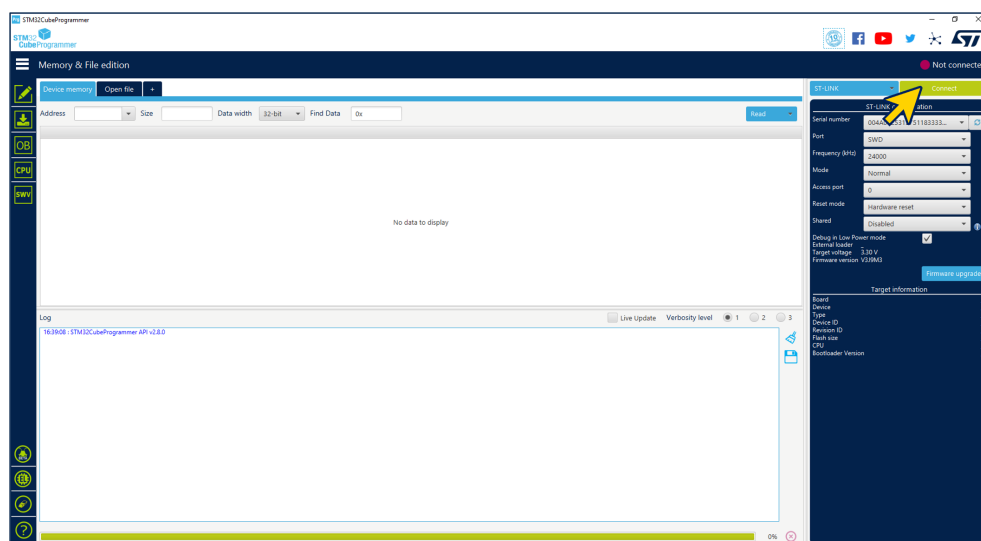 STM32CubeProgrammer
STM32
CubeProgrammer
Memory & File edition
Not connecte
Device memory Open file +
ST-LINK Connect
Address Size Data width 32-bit Find Data 0x Read
ST-LINK
Serial number
Port SWD
Frequency (kHz) 24000
Mode Normal
Access port 0
Reset mode Hardware reset
Shared Disabled
Debug in Low Power mode
External loader _
Target voltage 3.30 V
Firmware version V3J9M3
Firmware upgrade
Target information
Board
Device
Type
Device ID
Revision ID
Flash size
CPU
Bootloader Version
OB
CPU
SWV
No data to display
Log Live Update Verbosity level 1 2 3
16:39:08 : STM32CubeProgrammer API v2.8.0
0%